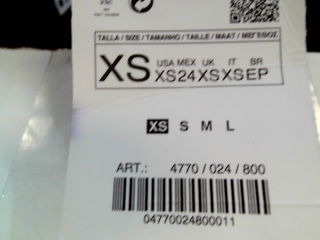 TALLA / SIZE / TAMANHO / TAILLE / MAAT / ΜΕΓΕΘΟΣ
XS
USA MEX UK IT BR
XS 24 XS XS EP
XS S M L
ART.: 4770 / 024 / 800
04770024800011